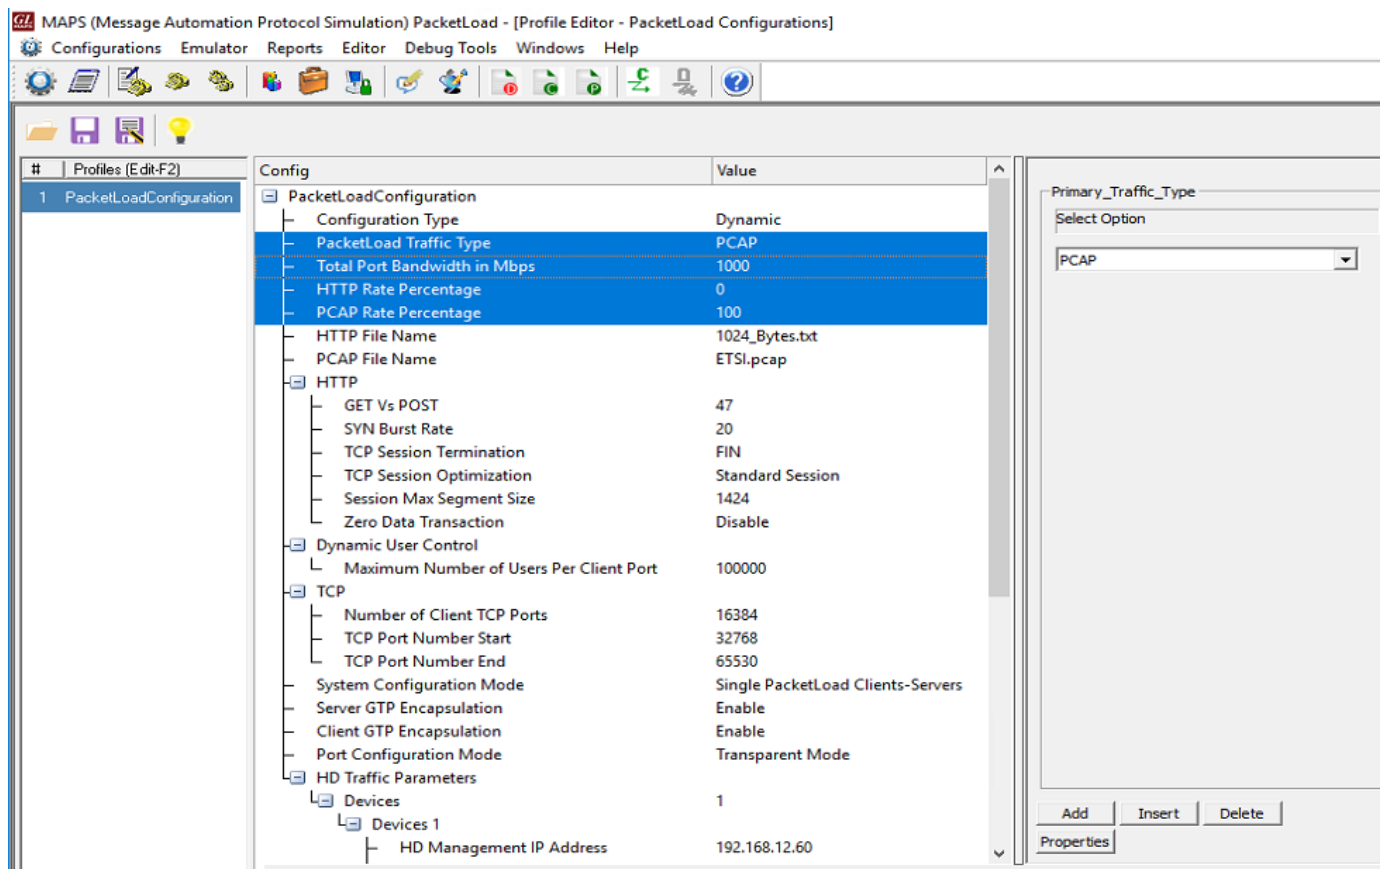 MAPS (Message Automation Protocol Simulation) PacketLoad - [Profile Editor - PacketLoad Configurations]
Configurations Emulator Reports Editor Debug Tools Windows Help
# Profiles (Edit-F2)
1 PacketLoadConfiguration
Config Value
PacketLoadConfiguration
Configuration Type Dynamic
PacketLoad Traffic Type PCAP
Total Port Bandwidth in Mbps 1000
HTTP Rate Percentage 0
PCAP Rate Percentage 100
HTTP File Name 1024_Bytes.txt
PCAP File Name ETSI.pcap
HTTP
GET Vs POST 47
SYN Burst Rate 20
TCP Session Termination FIN
TCP Session Optimization Standard Session
Session Max Segment Size 1424
Zero Data Transaction Disable
Dynamic User Control
Maximum Number of Users Per Client Port 100000
TCP
Number of Client TCP Ports 16384
TCP Port Number Start 32768
TCP Port Number End 65530
System Configuration Mode Single PacketLoad Clients-Servers
Server GTP Encapsulation Enable
Client GTP Encapsulation Enable
Port Configuration Mode Transparent Mode
HD Traffic Parameters
Devices 1
Devices 1
HD Management IP Address 192.168.12.60
Primary_Traffic_Type
Select Option
PCAP
Add Insert Delete
Properties